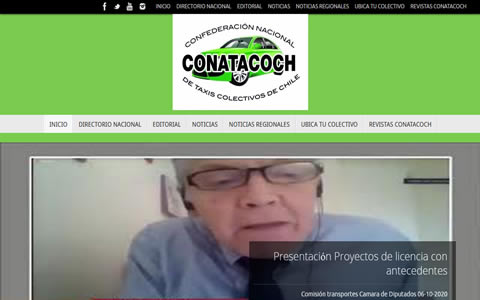 INICIO DIRECTORIO NACIONAL EDITORIAL NOTICIAS NOTICIAS REGIONALES UBICA TU COLECTIVO REVISTAS CONATACOCH
CONFEDERACIÓN NACIONAL
CONATACOCH
DE TAXIS COLECTIVOS DE CHILE
INICIO DIRECTORIO NACIONAL EDITORIAL NOTICIAS NOTICIAS REGIONALES UBICA TU COLECTIVO REVISTAS CONATACOCH
Presentación Proyectos de licencia con
antecedentes
Comisión transportes Camara de Diputados 06-10-2020